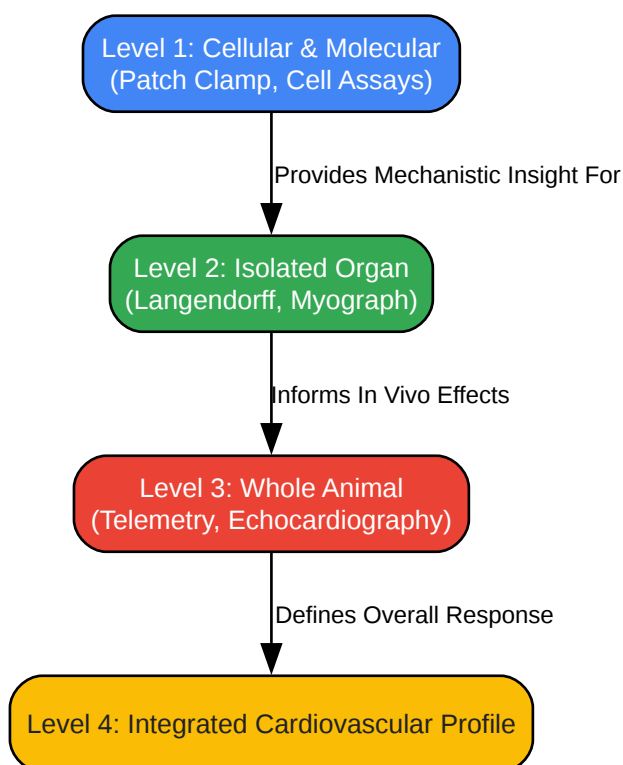 Level 1: Cellular & Molecular
(Patch Clamp, Cell Assays)
Provides Mechanistic Insight For
Level 2: Isolated Organ
(Langendorff, Myograph)
Informs In Vivo Effects
Level 3: Whole Animal
(Telemetry, Echocardiography)
Defines Overall Response
Level 4: Integrated Cardiovascular Profile